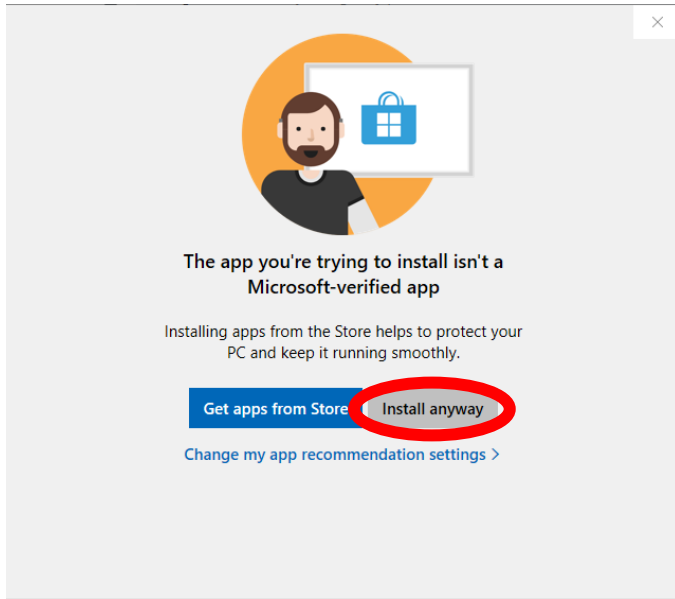 The app you're trying to install isn't a
Microsoft-verified app
Installing apps from the Store helps to protect your
PC and keep it running smoothly.
Get apps from Store
Install anyway
Change my app recommendation settings >